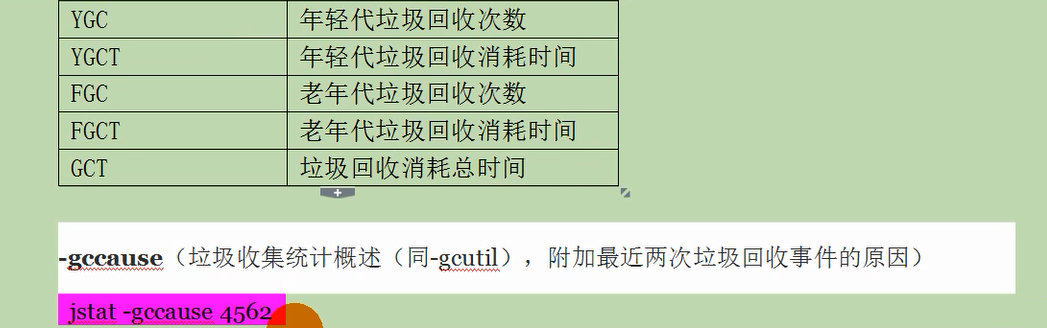 YGC 年轻代垃圾回收次数
YGCT 年轻代垃圾回收消耗时间
FGC 老年代垃圾回收次数
FGCT 老年代垃圾回收消耗时间
GCT 垃圾回收消耗总时间
-gccause（垃圾收集统计概述（同-gcutil），附加最近两次垃圾回收事件的原因）
jstat -gccause 4562